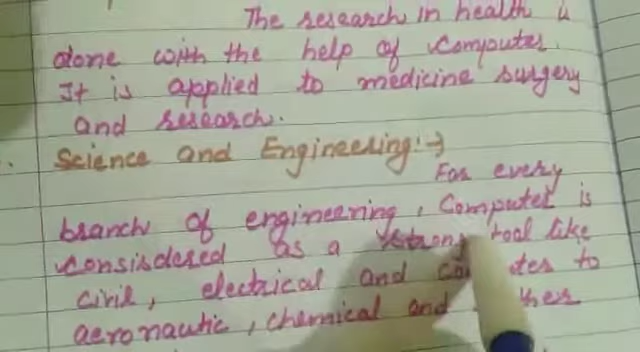 The research in health is
done with the help of computer.
It is applied to medicine surgery
and research.
Science and Engineering:→
For every
branch of engineering, computer is
consisdered as a strong tool like
civil, electrical and to
aeronautic, chemical and